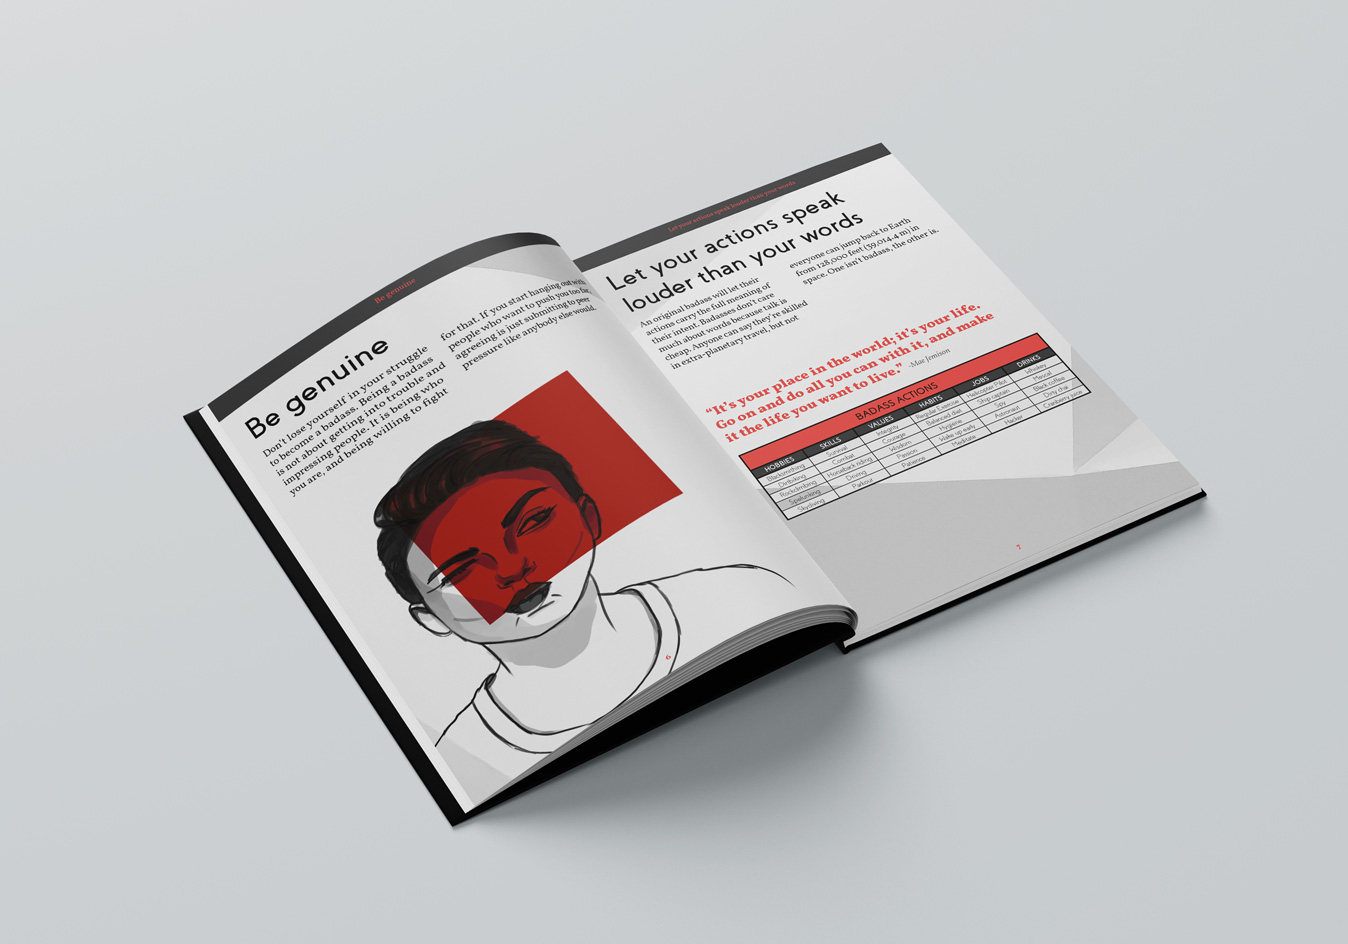 Be genuine
Be genuine
Don't lose yourself in your struggle
to become a badass. Being a badass
is not about getting into trouble and
impressing people. It is being who
you are, and being willing to fight
for that. If you start hanging out with
people who want to push you too far,
agreeing is just submitting to peer
pressure like anybody else would.
6
Let your actions speak louder than your words
Let your actions speak
louder than your words
An original badass will let their
actions carry the full meaning of
their intent. Badasses don't care
much about words because talk is
cheap. Anyone can say they're skilled
in extra-planetary travel, but not
everyone can jump back to Earth
from 128,000 feet (39,014.4 m) in
space. One isn't badass, the other is.
"It's your place in the world; it's your life.
Go on and do all you can with it, and make
it the life you want to live." -Mae Jemison
BADASS ACTIONS
HOBBIES SKILLS VALUES HABITS JOBS DRINKS
Blacksmithing Survival Integrity Regular Exercise Helicopter Pilot Whiskey
Dirtbiking Combat Courage Balanced diet Ship captain Mezcal
Rockclimbing Horseback riding Wisdom Hygiene Spy Black coffee
Spelunking Driving Passion Wake up early Astronaut Dirty chai
Skydiving Parkour Patience Meditate Hacker Cranberry juice
7